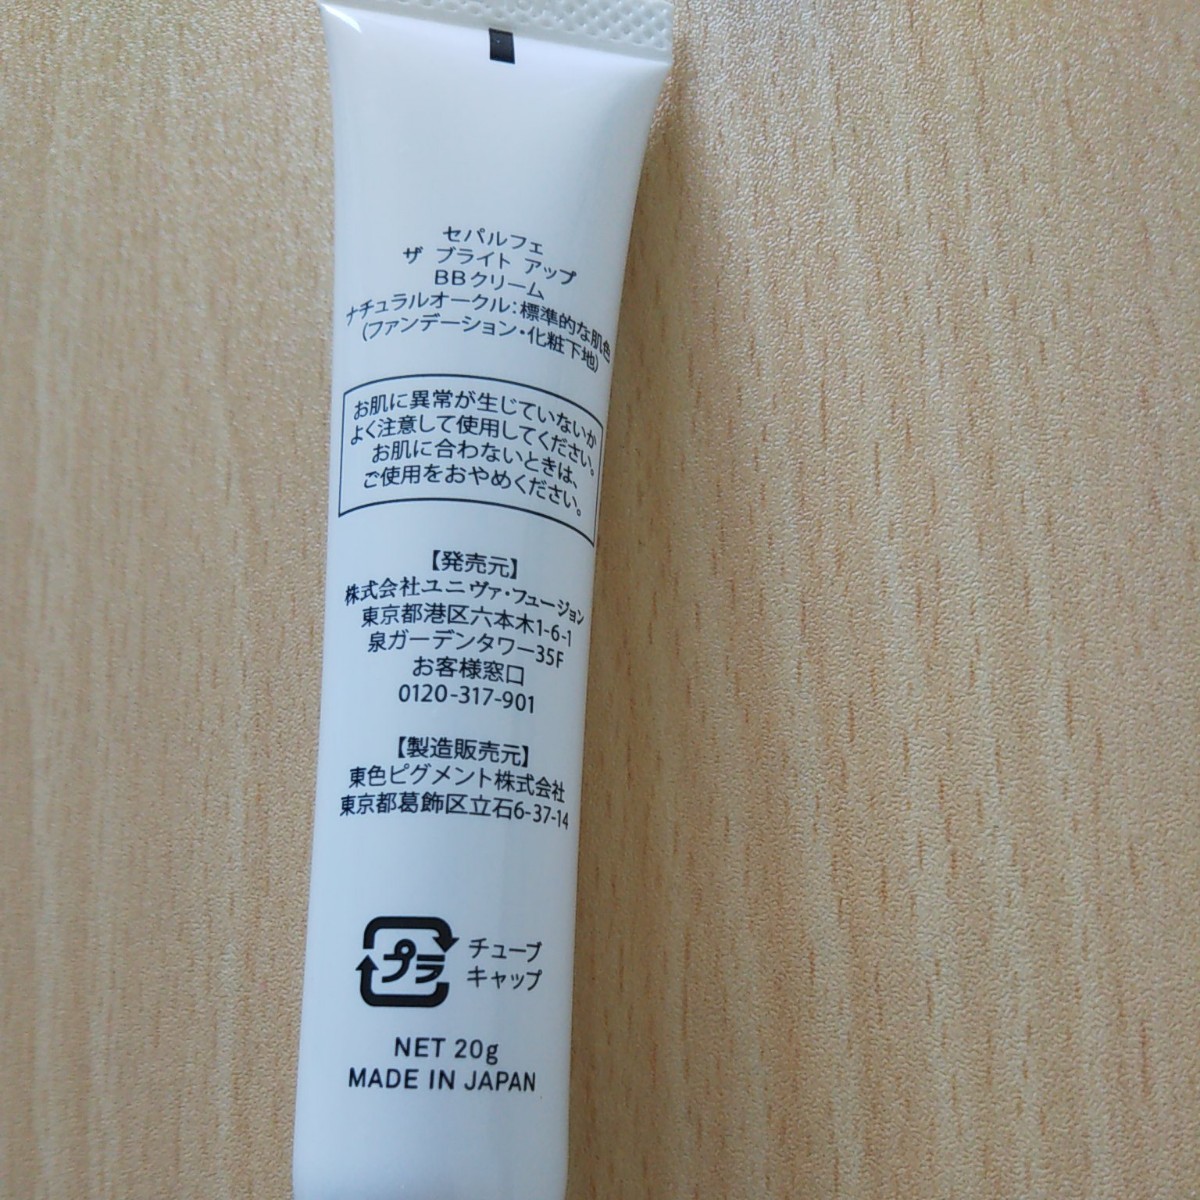 セパルフェ
ザ ブライト アップ
BBクリーム
ナチュラルオークル:標準的な肌色
(ファンデーション・化粧下地)
お肌に異常が生じていないか
よく注意して使用してください。
お肌に合わないときは、
ご使用をおやめください。
【発売元】
株式会社ユニヴァ・フュージョン
東京都港区六本木1-6-1
泉ガーデンタワー35F
お客様窓口
0120-317-901
【製造販売元】
東色ピグメント株式会社
東京都葛飾区立石6-37-14
プラ チューブ
キャップ
NET 20g
MADE IN JAPAN